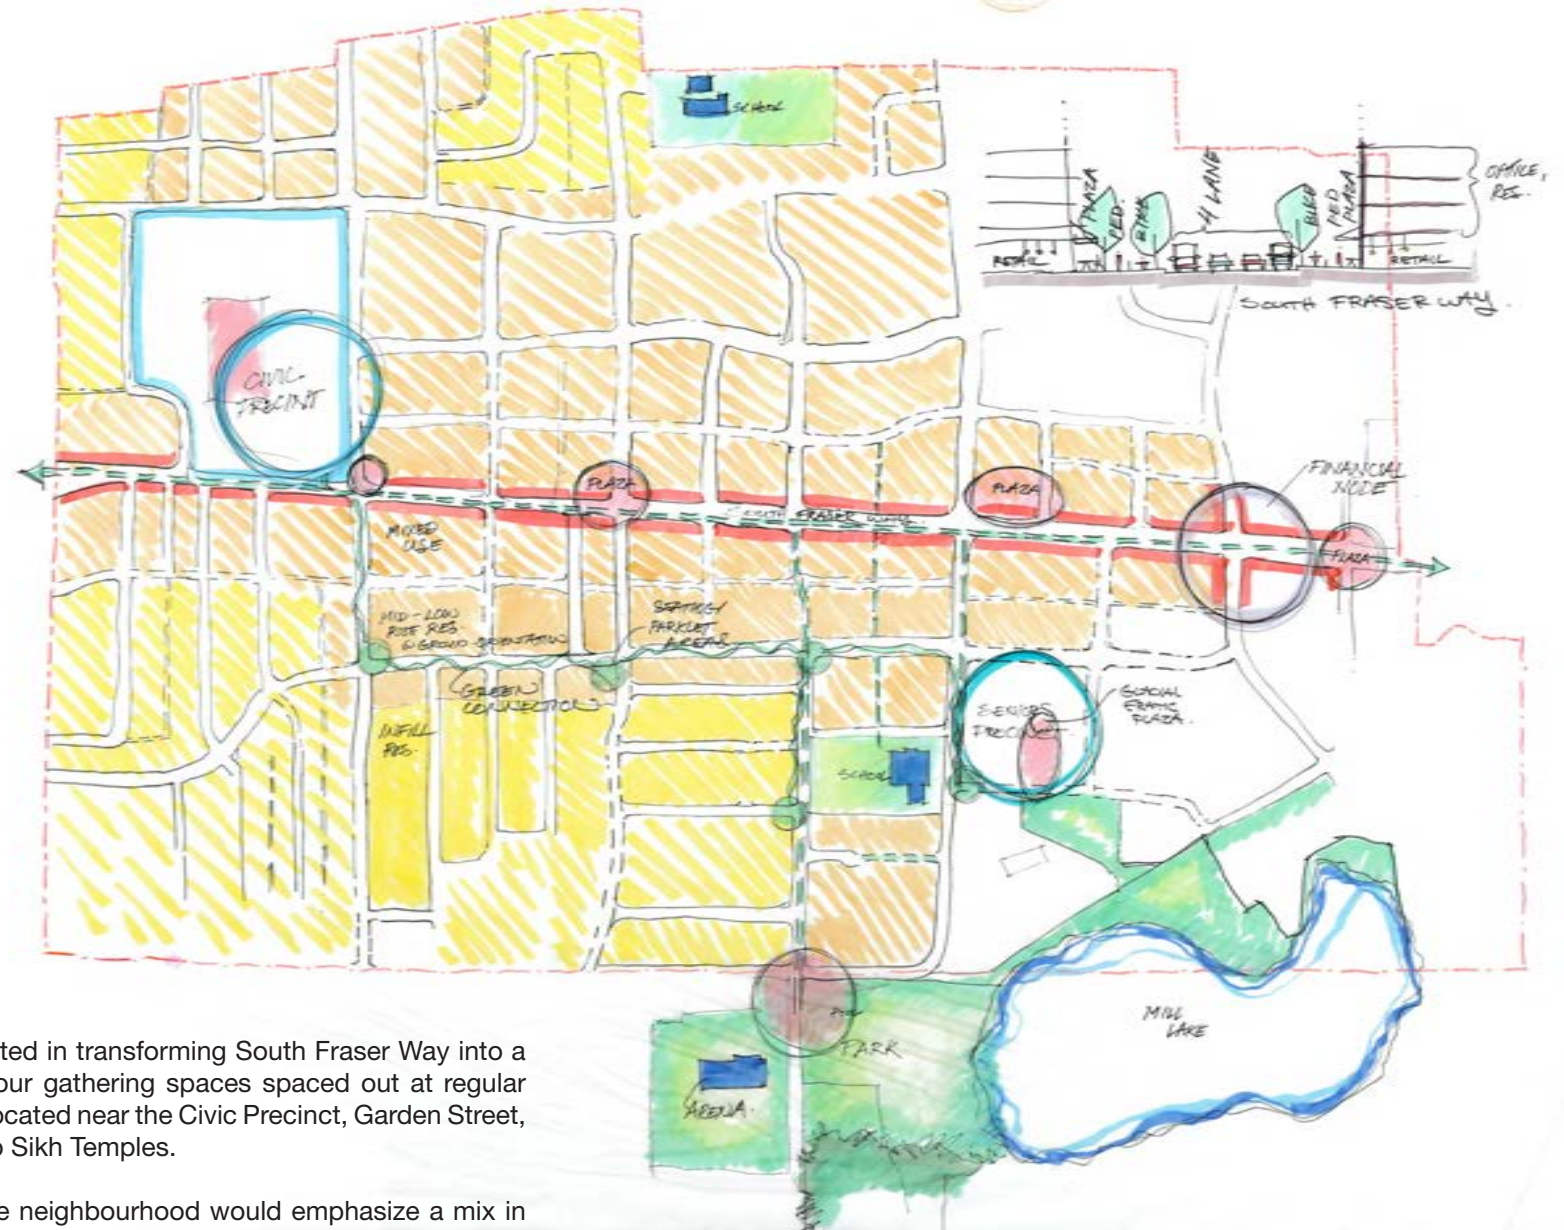 SCHOOL
PLAZA
PED.
BIKE
4 LANE
BIKE
PED
PLAZA
OFFICE,
RES.
RETAIL
RETAIL
SOUTH FRASER WAY.
CIVIC
PRECINT
FINANCIAL
NODE
PLAZA
PLAZA
SOUTH FRASER WAY.
PLAZA
MIXED
USE
MID-LOW
RISE RES.
@ GROUND ORIENTATION
SEATING/
PARKLET
AREAS
GREEN
CONNECTION
INFILL
RES.
SENIORS
PRECINCT
PLAZA.
SCHOOL
MILL
LAKE
PARK
ARENA.
ted in transforming South Fraser Way into a
our gathering spaces spaced out at regular
ocated near the Civic Precinct, Garden Street,
o Sikh Temples.
e neighbourhood would emphasize a mix in